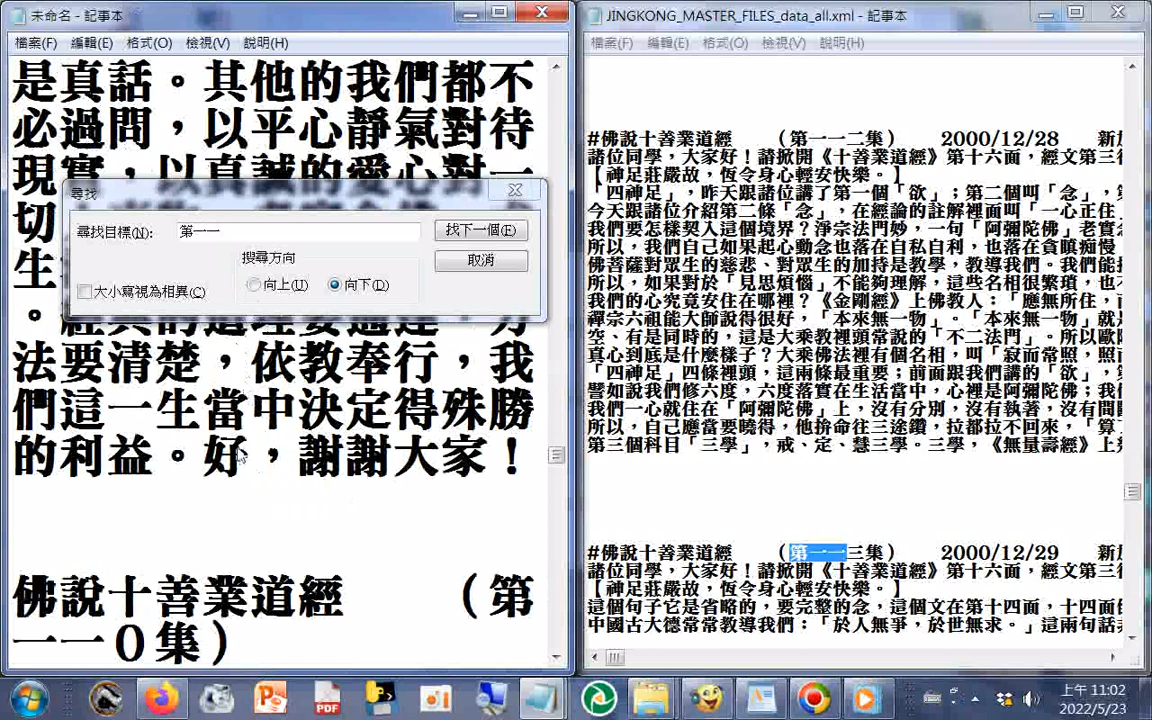 未命名 - 記事本
檔案(F) 編輯(E) 格式(O) 檢視(V) 說明(H)
是真話。其他的我們都不
必過問，以平心靜氣對待
現實，以真誠的愛心對一
切
生
尋找
尋找目標(N): 第一一
找下一個(F)
搜尋方向
取消
向上(U) 向下(D)
大小寫視為相異(C)
法要清楚，依教奉行，我
們這一生當中決定得殊勝
的利益。好，謝謝大家！
佛說十善業道經 （第
一一０集）
JINGKONG_MASTER_FILES_data_all.xml - 記事本
檔案(F) 編輯(E) 格式(O) 檢視(V) 說明(H)
#佛說十善業道經 （第一一二集） 2000/12/28 新
諸位同學，大家好！請掀開《十善業道經》第十六面，經文第三
【神足莊嚴故，恆令身心輕安快樂。】
「四神足」，昨天跟諸位講了第一個「欲」；第二個叫「念」，
今天跟諸位介紹第二條「念」，在經論的註解裡面叫「一心正住
我們要怎樣契入這個境界？淨宗法門妙，一句「阿彌陀佛」老實
所以，我們自己如果起心動念也落在自私自利，也落在貪瞋痴慢
佛菩薩對眾生的慈悲、對眾生的加持是教學，教導我們。我們能
所以，如果對於「見思煩惱」不能夠理解，這些名相很繁瑣，也
我們的心究竟安住在哪裡？《金剛經》上佛教人：「應無所住，
禪宗六祖能大師說得很好，「本來無一物」。「本來無一物」就
空、有是同時的，這是大乘教裡頭常說的「不二法門」。所以歐
真心到底是什麼樣子？大乘佛法裡有個名相，叫「寂而常照，照
「四神足」四條裡頭，這兩條最重要；前面跟我們講的「欲」，
譬如說我們修六度，六度落實在生活當中，心裡是阿彌陀佛；我
我們一心就住在「阿彌陀佛」上，沒有分別，沒有執著，沒有間
所以，自己應當要曉得，他拚命往三途鑽，拉都拉不回來，「算
第三個科目「三學」，戒、定、慧三學。三學，《無量壽經》上
#佛說十善業道經 （第一一三集） 2000/12/29 新
諸位同學，大家好！請掀開《十善業道經》第十六面，經文第三
【神足莊嚴故，恆令身心輕安快樂。】
這個句子它是省略的，要完整的念，這個文在第十四面，十四面
中國古大德常常教導我們：「於人無爭，於世無求。」這兩句話
上午 11:02
2022/5/23